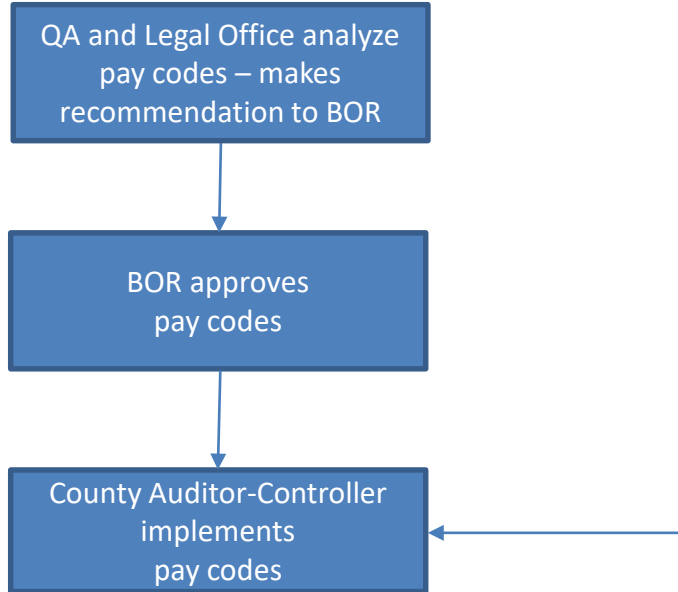 QA and Legal Office analyze
pay codes – makes
recommendation to BOR
BOR approves
pay codes
County Auditor-Controller
implements
pay codes